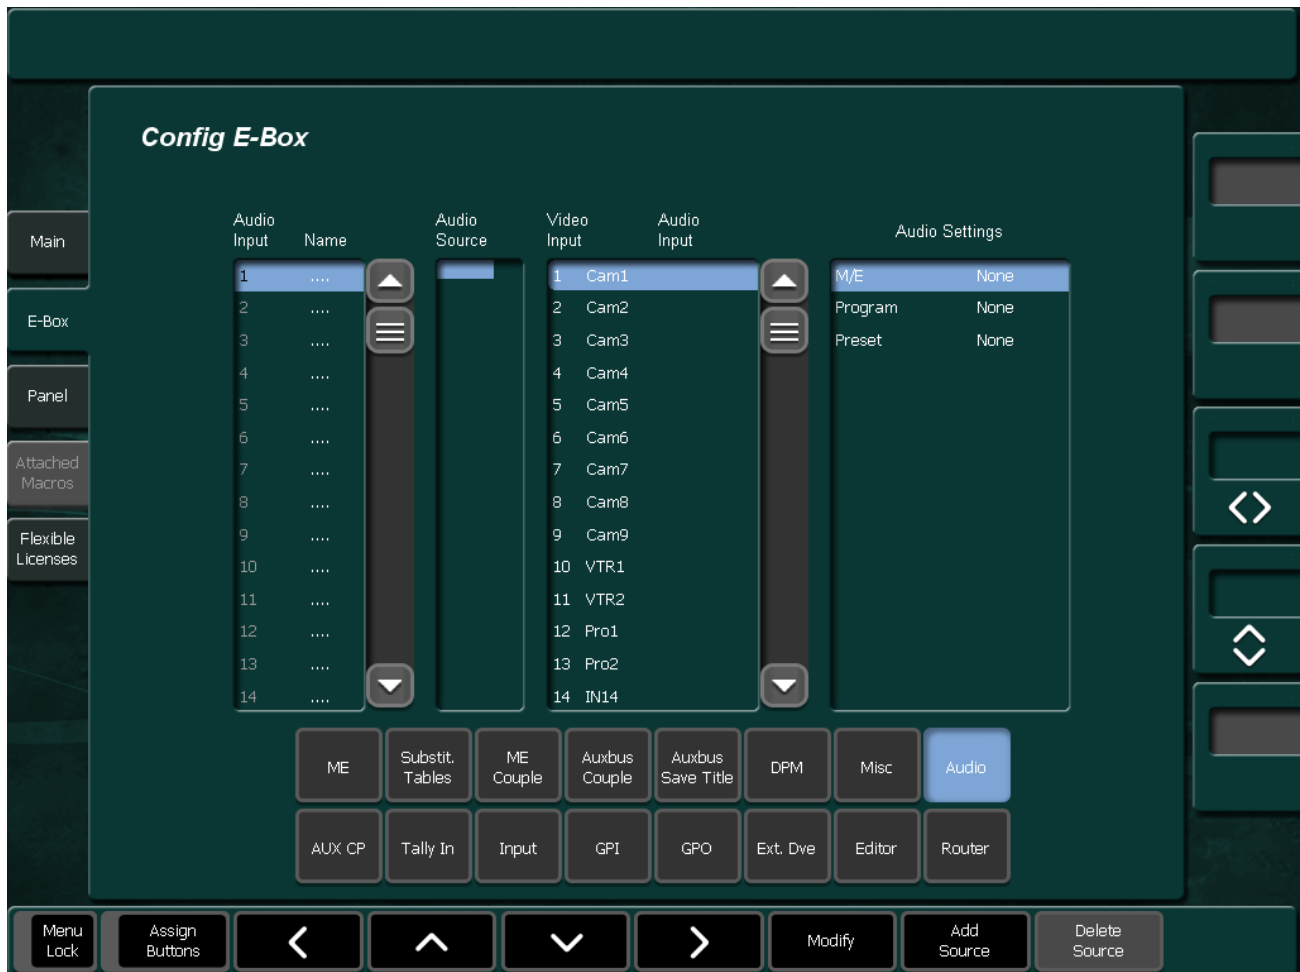 Config E-Box
Audio Input
Name
Audio Source
Video Input
Audio Input
Audio Settings
Main
E-Box
Panel
Attached
Macros
Flexible
Licenses
1 ....
2 ....
3 ....
4 ....
5 ....
6 ....
7 ....
8 ....
9 ....
10 ....
11 ....
12 ....
13 ....
14 ....
1 Cam1
2 Cam2
3 Cam3
4 Cam4
5 Cam5
6 Cam6
7 Cam7
8 Cam8
9 Cam9
10 VTR1
11 VTR2
12 Pro1
13 Pro2
14 IN14
M/E None
Program None
Preset None
ME
Substit.
Tables
ME
Couple
Auxbus
Couple
Auxbus
Save Title
DPM
Misc
Audio
AUX CP
Tally In
Input
GPI
GPO
Ext. Dve
Editor
Router
Menu
Lock
Assign
Buttons
Modify
Add
Source
Delete
Source